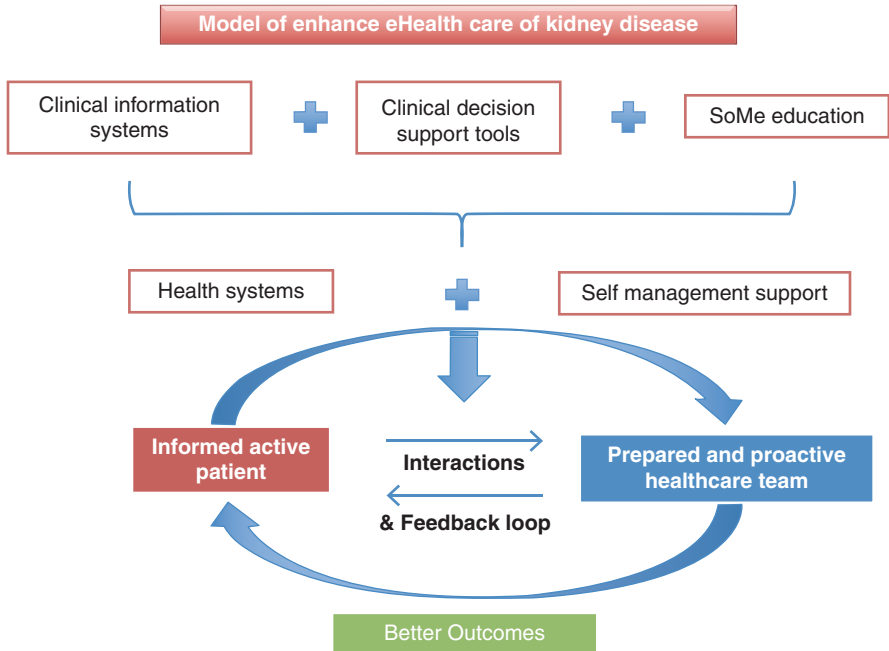 Model of enhance eHealth care of kidney disease
Clinical information
systems
Clinical decision
support tools
SoMe education
Health systems
Self management support
Informed active
patient
Interactions
& Feedback loop
Prepared and proactive
healthcare team
Better Outcomes